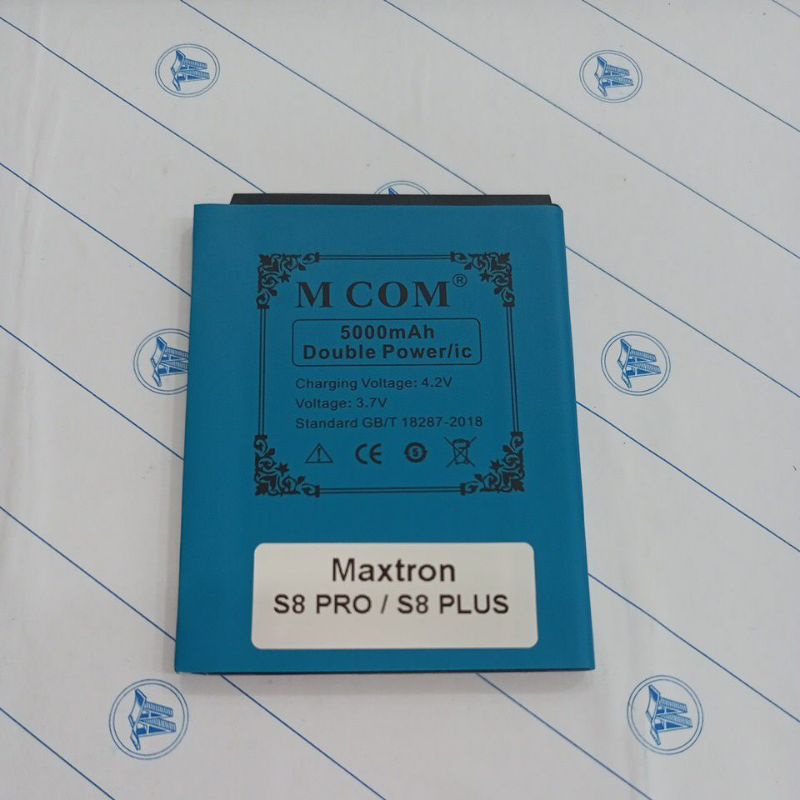 M COM®
5000mAh
Double Power/ic
Charging Voltage: 4.2V
Voltage: 3.7V
Standard GB/T 18287-2018
CE
Maxtron
S8 PRO / S8 PLUS